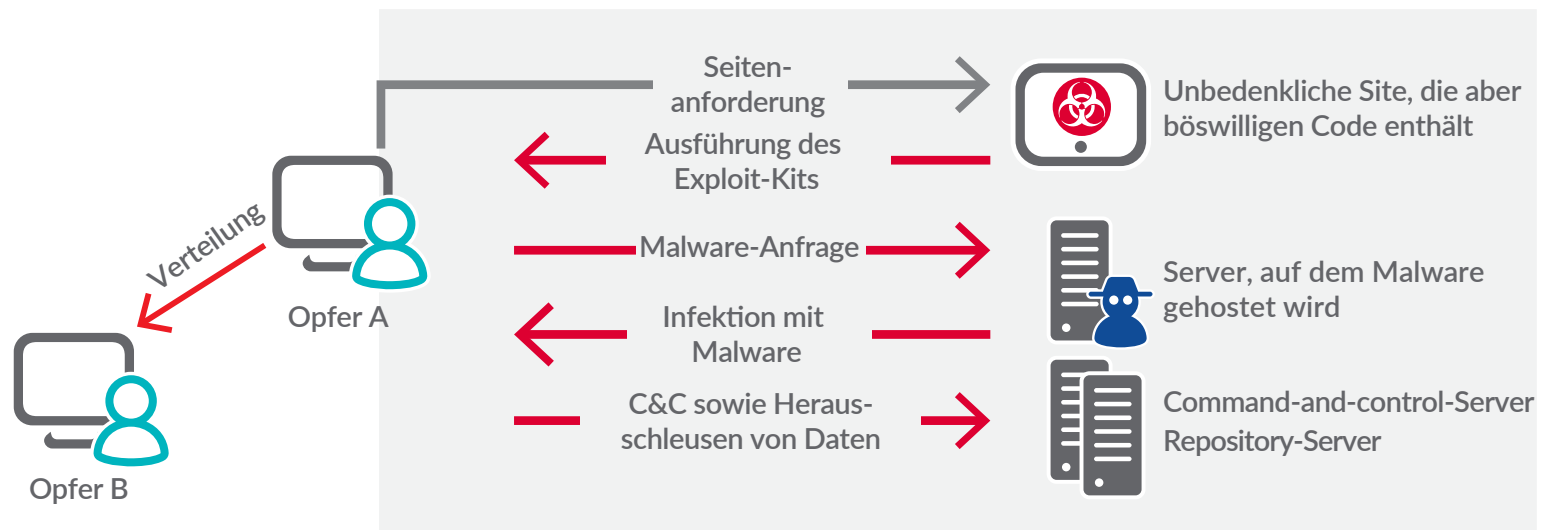 Seiten-
anforderung
Unbedenkliche Site, die aber
böswilligen Code enthält
Ausführung des
Exploit-Kits
Verteilung
Malware-Anfrage
Server, auf dem Malware
gehostet wird
Opfer A
Infektion mit
Malware
C&C sowie Heraus-
schleusen von Daten
Command-and-control-Server
Repository-Server
Opfer B